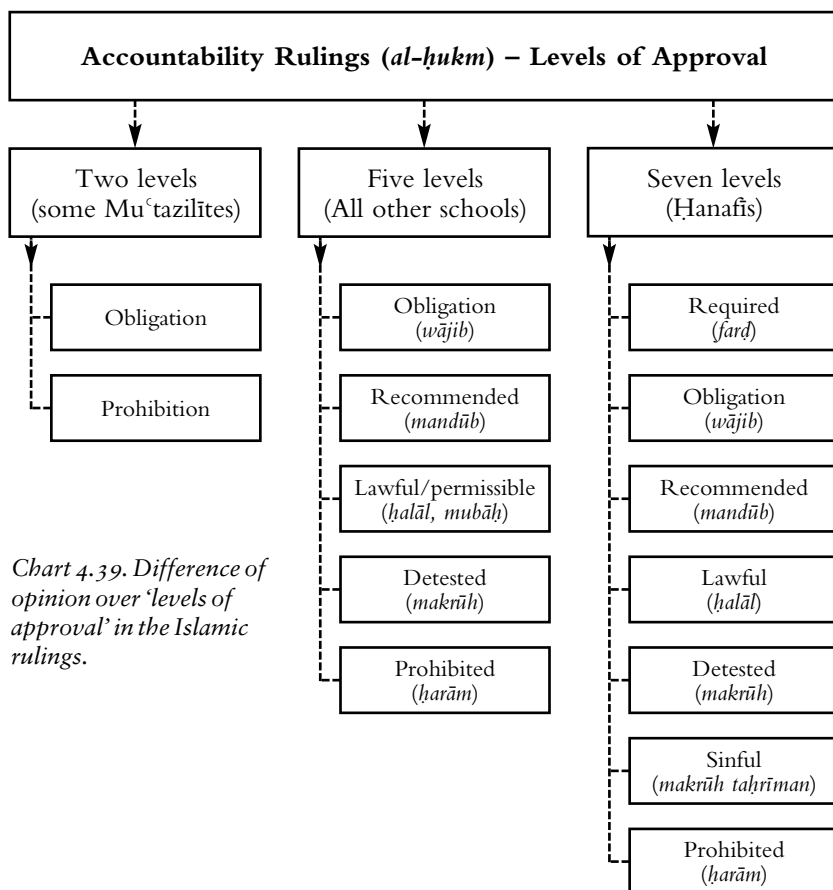 Accountability Rulings (al-ḥukm) – Levels of Approval
Two levels
(some Muʿtazilītes)
Obligation
Prohibition
Five levels
(All other schools)
Obligation
(wājib)
Recommended
(mandūb)
Lawful/permissible
(ḥalāl, mubāḥ)
Detested
(makrūh)
Prohibited
(ḥarām)
Seven levels
(Ḥanafīs)
Required
(farḍ)
Obligation
(wājib)
Recommended
(mandūb)
Lawful
(ḥalāl)
Detested
(makrūh)
Sinful
(makrūh taḥrīman)
Prohibited
(ḥarām)
Chart 4.39. Difference of
opinion over ‘levels of
approval’ in the Islamic
rulings.